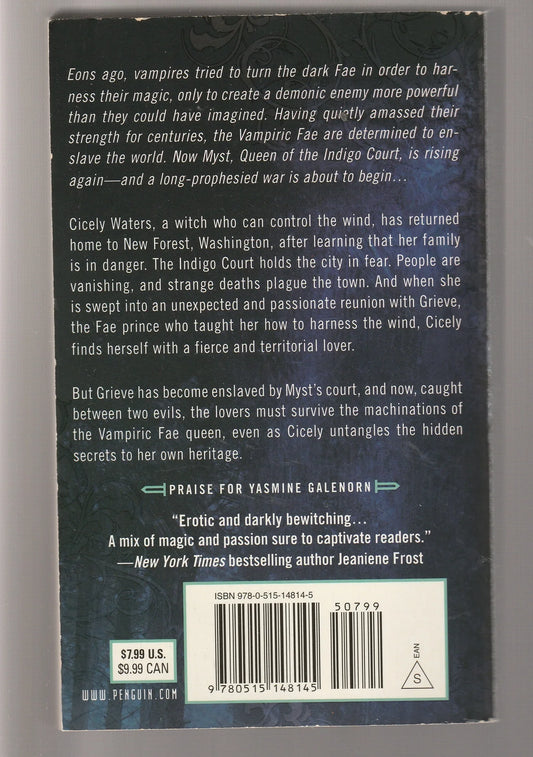 Eons ago, vampires tried to turn the dark Fae in order to har-
ness their magic, only to create a demonic enemy more powerful
than they could have imagined. Having quietly amassed their
strength for centuries, the Vampiric Fae are determined to en-
slave the world. Now Myst, Queen of the Indigo Court, is rising
again—and a long-prophesied war is about to begin...
Cicely Waters, a witch who can control the wind, has returned
home to New Forest, Washington, after learning that her family
is in danger. The Indigo Court holds the city in fear. People are
vanishing, and strange deaths plague the town. And when she
is swept into an unexpected and passionate reunion with Grieve,
the Fae prince who taught her how to harness the wind, Cicely
finds herself with a fierce and territorial lover.
But Grieve has become enslaved by Myst's court, and now, caught
between two evils, the lovers must survive the machinations of
the Vampiric Fae queen, even as Cicely untangles the hidden
secrets to her own heritage.
PRAISE FOR YASMINE GALENORN
“Erotic and darkly bewitching...
A mix of magic and passion sure to captivate readers.”
—New York Times bestselling author Jeaniene Frost
ISBN 978-0-515-14814-5
50799
$7.99 U.S.
$9.99 CAN
WWW.PENGUIN.COM
9 780515 148145
EAN
S